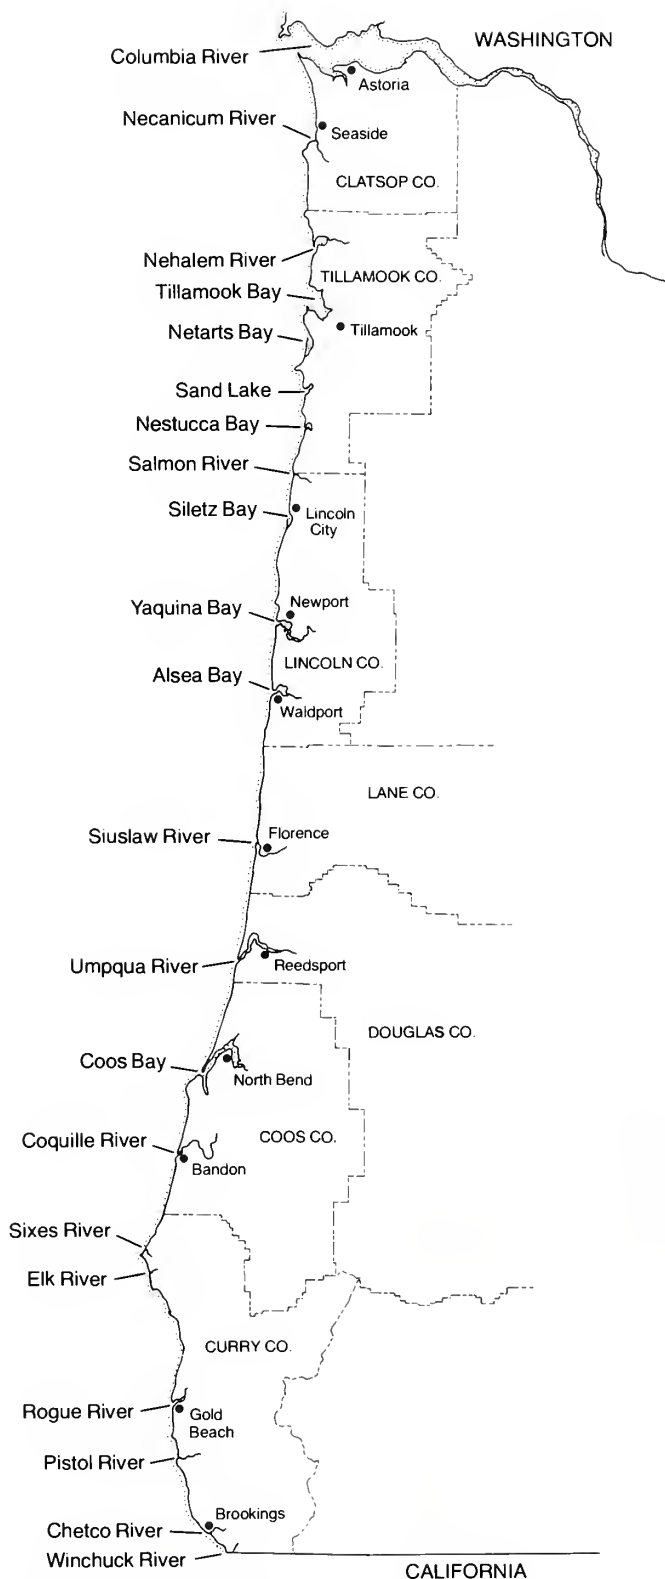 WASHINGTON
Columbia River
Astoria
Necanicum River
Seaside
CLATSOP CO.
Nehalem River
TILLAMOOK CO.
Tillamook Bay
Tillamook
Netarts Bay
Sand Lake
Nestucca Bay
Salmon River
Siletz Bay
Lincoln
City
Newport
Yaquina Bay
LINCOLN CO.
Alsea Bay
Waldport
LANE CO.
Siuslaw River
Florence
Umpqua River
Reedsport
DOUGLAS CO.
Coos Bay
North Bend
COOS CO.
Coquille River
Bandon
Sixes River
Elk River
CURRY CO.
Rogue River
Gold
Beach
Pistol River
Brookings
Chetco River
Winchuck River
CALIFORNIA